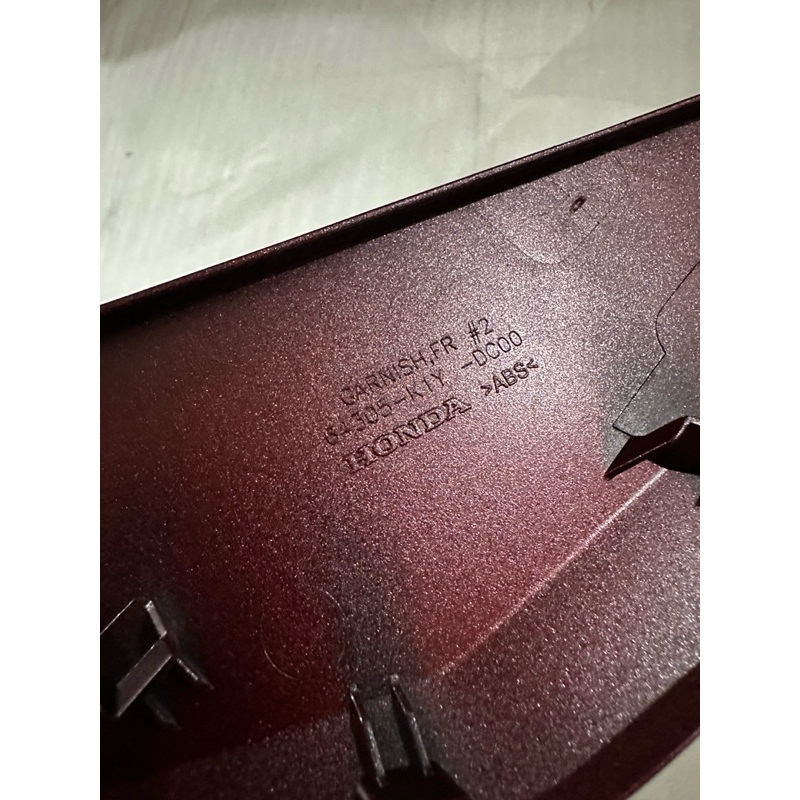 GARNISH,FR #2
64305-K1Y -DC00
HONDA >ABS<